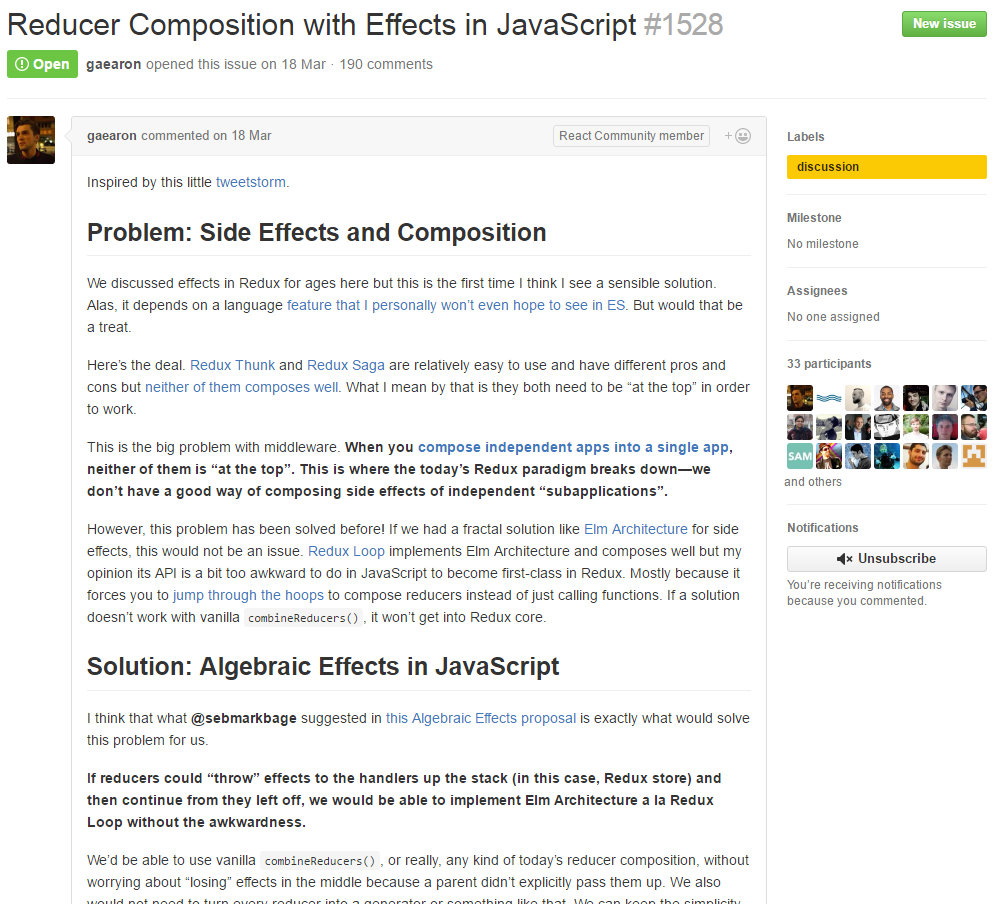 Reducer Composition with Effects in JavaScript #1528
New issue
Open
gaearon opened this issue on 18 Mar · 190 comments
gaearon commented on 18 Mar
React Community member
+
Inspired by this little tweetstorm.
Problem: Side Effects and Composition
We discussed effects in Redux for ages here but this is the first time I think I see a sensible solution.
Alas, it depends on a language feature that I personally won’t even hope to see in ES. But would that be
a treat.
Here’s the deal. Redux Thunk and Redux Saga are relatively easy to use and have different pros and
cons but neither of them composes well. What I mean by that is they both need to be “at the top” in order
to work.
This is the big problem with middleware. When you compose independent apps into a single app,
neither of them is “at the top”. This is where the today’s Redux paradigm breaks down—we
don’t have a good way of composing side effects of independent “subapplications”.
However, this problem has been solved before! If we had a fractal solution like Elm Architecture for side
effects, this would not be an issue. Redux Loop implements Elm Architecture and composes well but my
opinion its API is a bit too awkward to do in JavaScript to become first-class in Redux. Mostly because it
forces you to jump through the hoops to compose reducers instead of just calling functions. If a solution
doesn’t work with vanilla combineReducers(), it won’t get into Redux core.
Solution: Algebraic Effects in JavaScript
I think that what @sebmarkbage suggested in this Algebraic Effects proposal is exactly what would solve
this problem for us.
If reducers could “throw” effects to the handlers up the stack (in this case, Redux store) and
then continue from they left off, we would be able to implement Elm Architecture a la Redux
Loop without the awkwardness.
We’d be able to use vanilla combineReducers(), or really, any kind of today’s reducer composition, without
worrying about “losing” effects in the middle because a parent didn’t explicitly pass them up. We also
would not need to turn every reducer into a generator or something like that. We can keep the simplicity
Labels
discussion
Milestone
No milestone
Assignees
No one assigned
33 participants
SAM
and others
Notifications
Unsubscribe
You’re receiving notifications
because you commented.